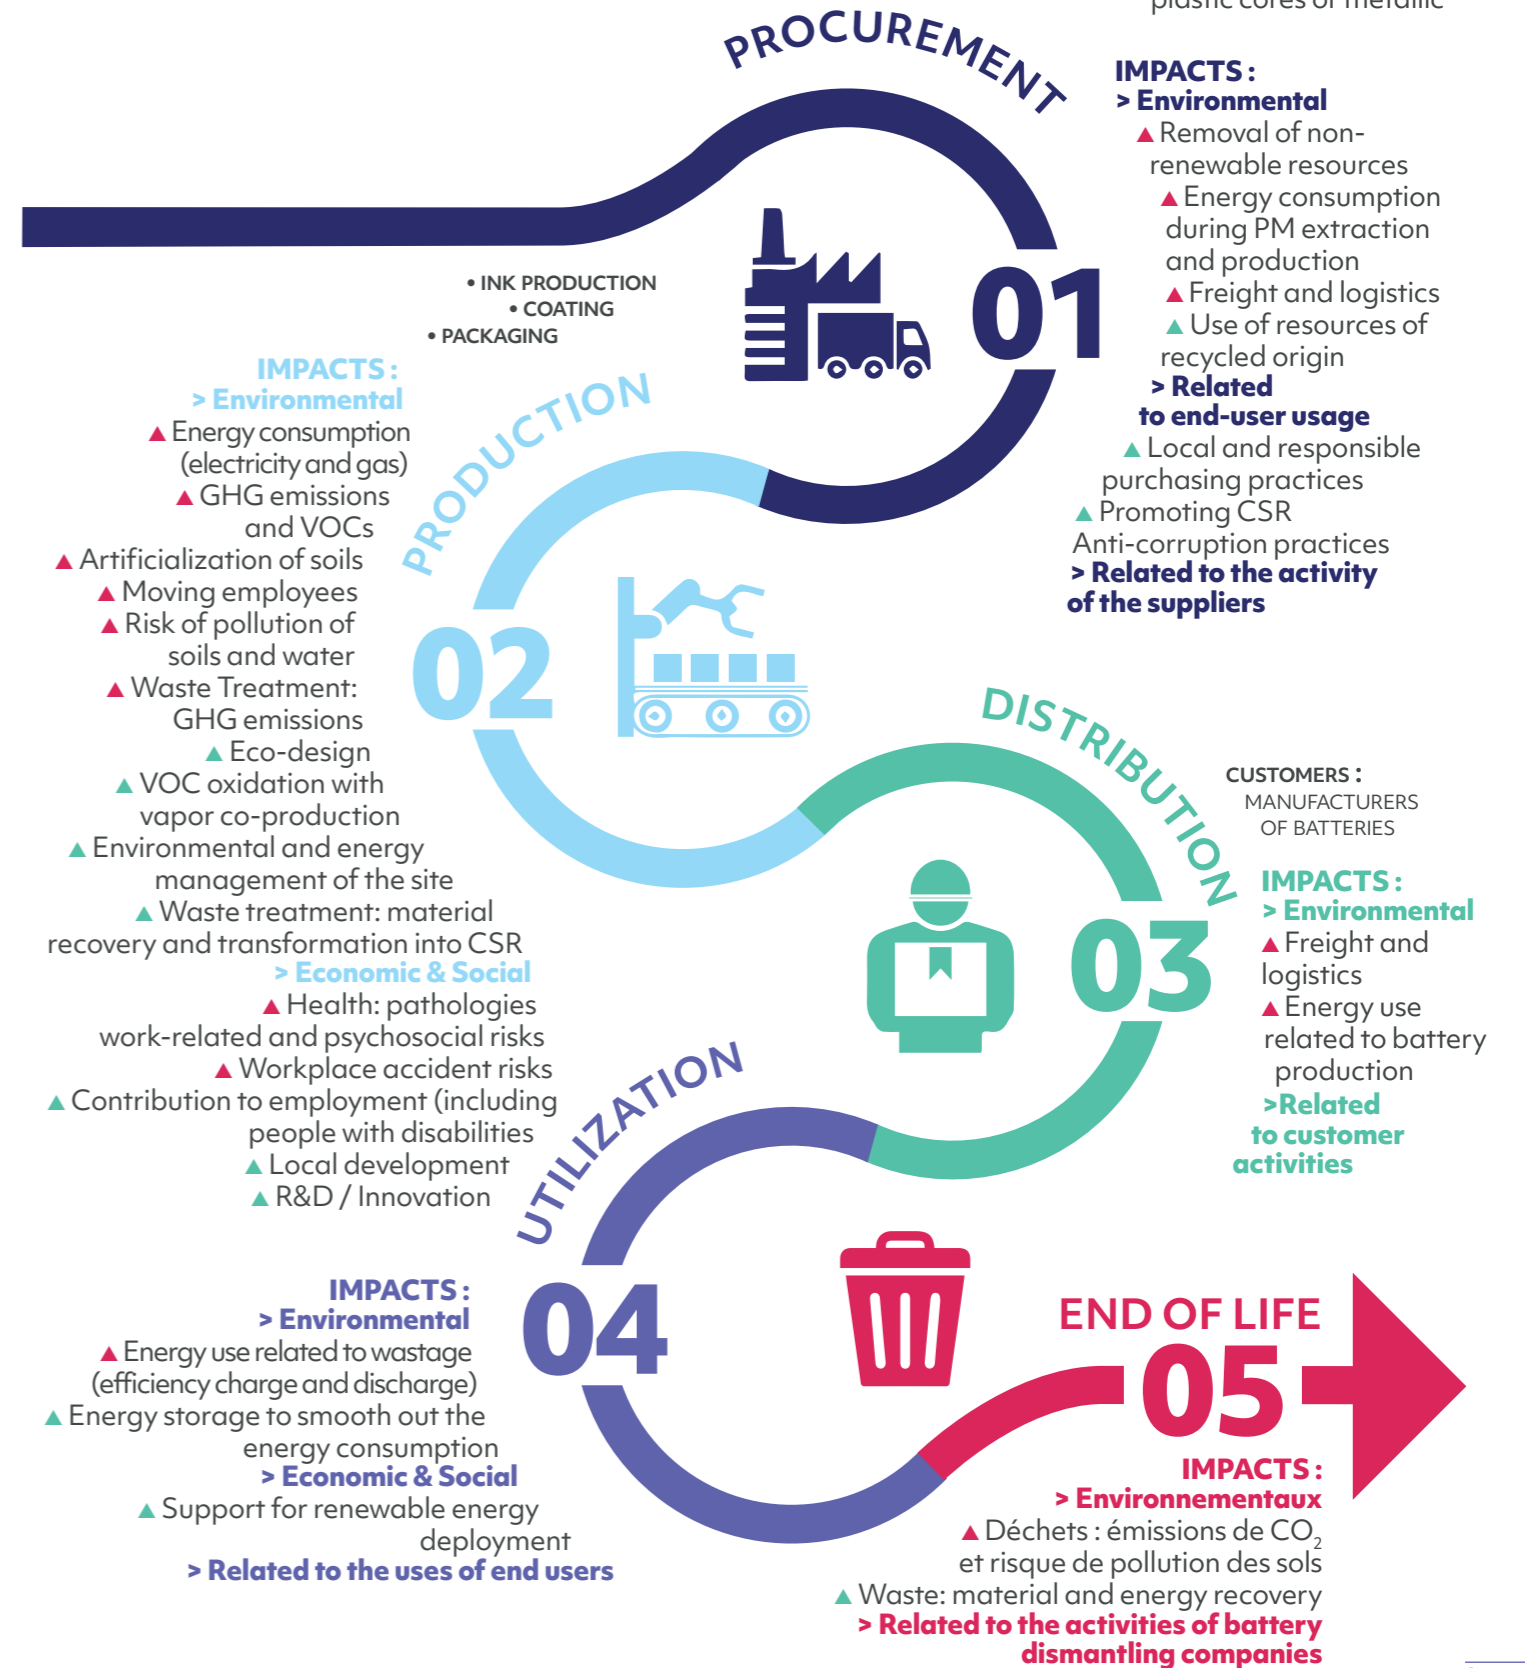 plastic cores or metallic
PROCUREMENT
IMPACTS :
> Environmental
▲ Removal of non-
renewable resources
▲ Energy consumption
during PM extraction
and production
▲ Freight and logistics
▲ Use of resources of
recycled origin
> Related
to end-user usage
▲ Local and responsible
purchasing practices
▲ Promoting CSR
Anti-corruption practices
> Related to the activity
of the suppliers
01
• INK PRODUCTION
• COATING
• PACKAGING
PRODUCTION
02
IMPACTS :
> Environmental
▲ Energy consumption
(electricity and gas)
▲ GHG emissions
and VOCs
▲ Artificialization of soils
▲ Moving employees
▲ Risk of pollution of
soils and water
▲ Waste Treatment:
GHG emissions
▲ Eco-design
▲ VOC oxidation with
vapor co-production
▲ Environmental and energy
management of the site
▲ Waste treatment: material
recovery and transformation into CSR
> Economic & Social
▲ Health: pathologies
work-related and psychosocial risks
▲ Workplace accident risks
▲ Contribution to employment (including
people with disabilities
▲ Local development
▲ R&D / Innovation
DISTRIBUTION
03
CUSTOMERS :
MANUFACTURERS
OF BATTERIES
IMPACTS :
> Environmental
▲ Freight and
logistics
▲ Energy use
related to battery
production
>Related
to customer
activities
UTILIZATION
04
IMPACTS :
> Environmental
▲ Energy use related to wastage
(efficiency charge and discharge)
▲ Energy storage to smooth out the
energy consumption
> Economic & Social
▲ Support for renewable energy
deployment
> Related to the uses of end users
END OF LIFE
05
IMPACTS :
> Environnementaux
▲ Déchets : émissions de CO₂
et risque de pollution des sols
▲ Waste: material and energy recovery
> Related to the activities of battery
dismantling companies